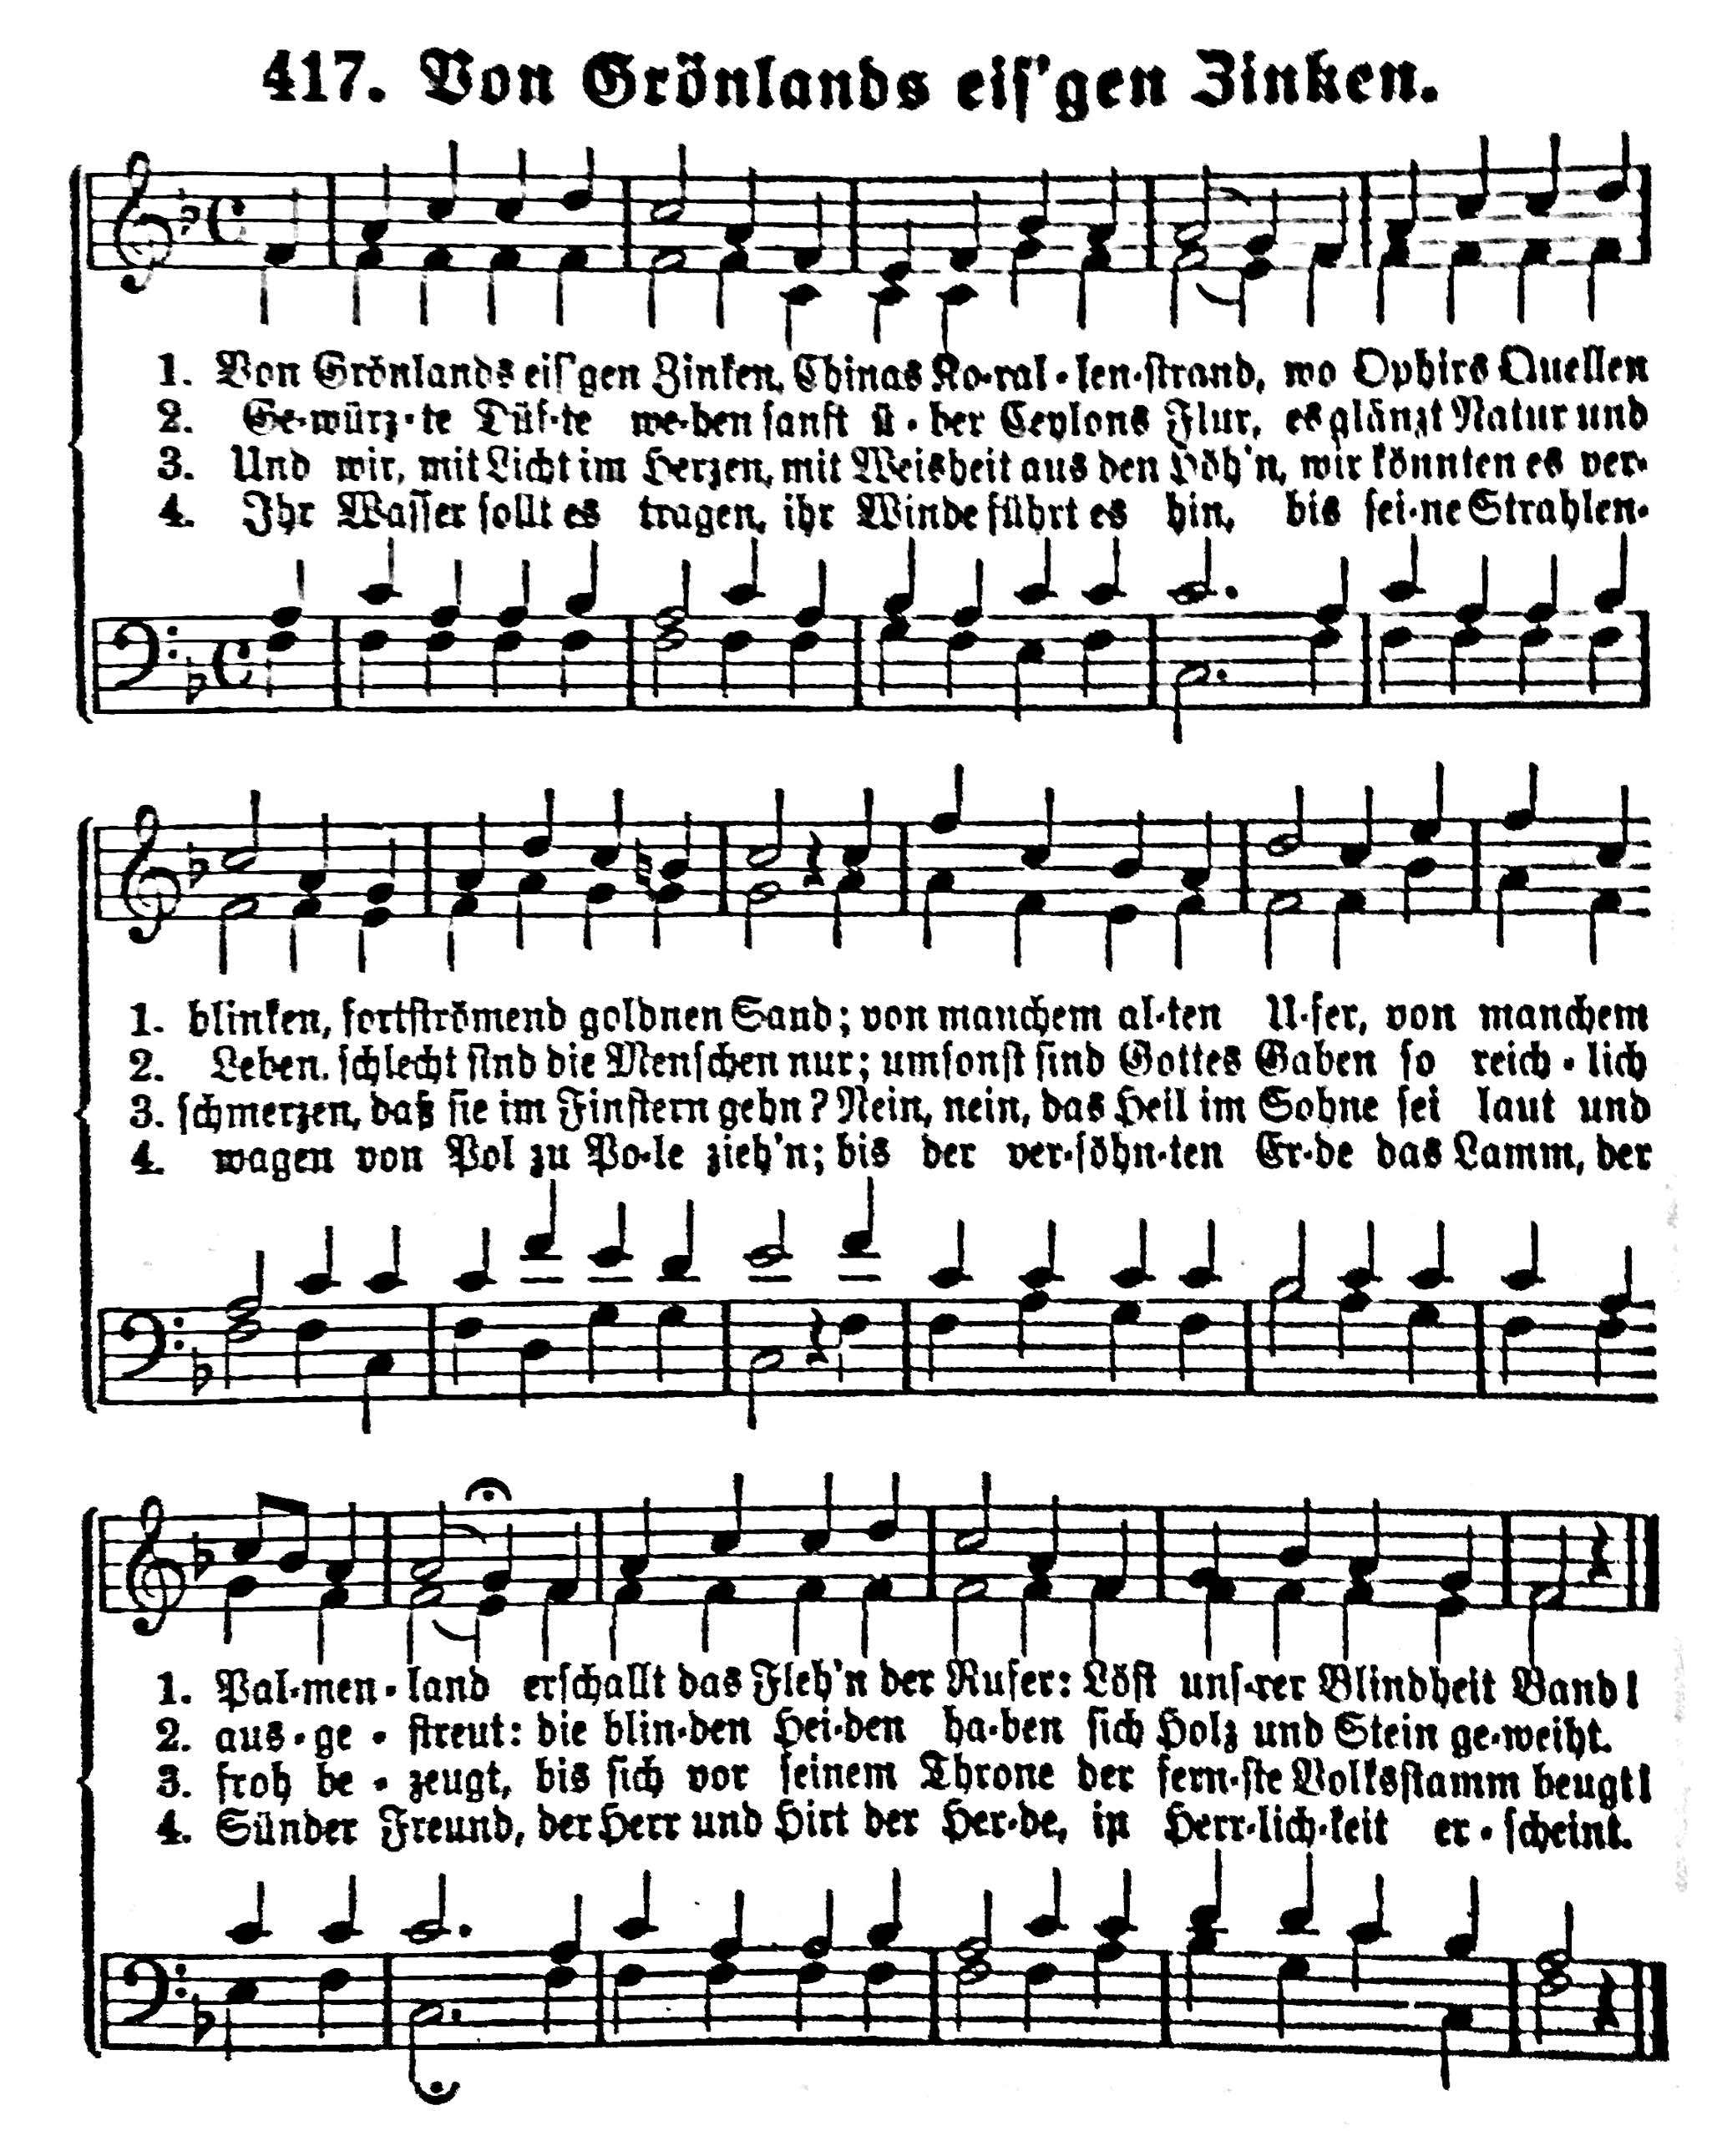 417. Von Grönlands eiſ'gen Zinken.
1. Von Grönlands eiſ'gen Zinken, Chinas Ko-ral-len-ſtrand, wo Ophirs Quellen
2. Ge-würz-te Düf-te we-hen ſanft ü-ber Ceylons Flur, es glänzt Natur und
3. Und wir, mit Licht im Herzen, mit Weisheit aus den Höh'n, wir könnten es ver-
4. Ihr Waſſer ſollt es tragen, ihr Winde führt es hin, bis ſei-ne Strahlen-
1. blinken, fortſtrömend goldnen Sand; von manchem al-ten U-fer, von manchem
2. Leben, ſchlecht ſind die Menſchen nur; umſonſt ſind Gottes Gaben ſo reich-lich
3. ſchmerzen, daß ſie im Finſtern gehn? Nein, nein, das Heil im Sohne ſei laut und
4. wagen von Pol zu Po-le zieh'n; bis der ver-ſöhn-ten Er-de das Lamm, der
1. Pal-men-land erſchallt das Fleh'n der Rufer: Löſt unſ-rer Blindheit Band!
2. aus-ge-ſtreut: die blin-den Hei-den ha-ben ſich Holz und Stein ge-weiht.
3. froh be-zeugt, bis ſich vor ſeinem Throne der fern-ſte Volksſtamm beugt!
4. Sünder Freund, der Herr und Hirt der Her-de, in Herr-lich-keit er-ſcheint.